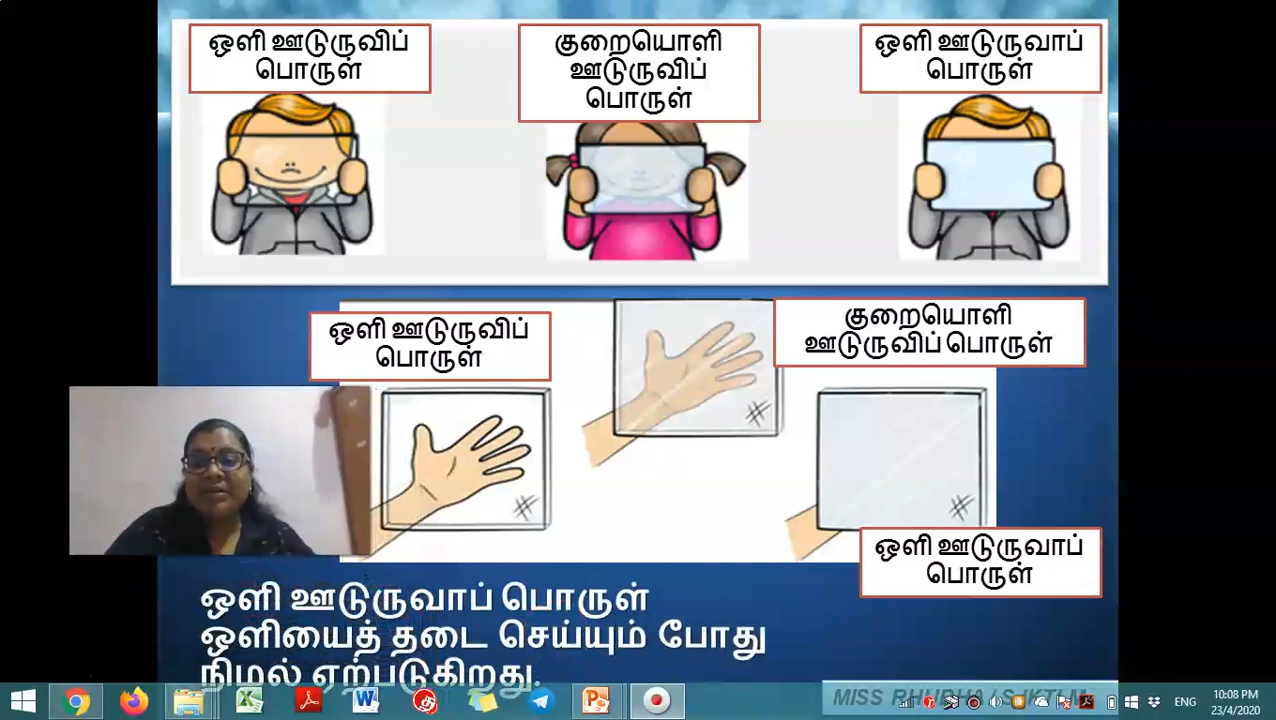 ஒளி ஊடுருவிப்
பொருள்
குறையொளி
ஊடுருவிப்
பொருள்
ஒளி ஊடுருவாப்
பொருள்
ஒளி ஊடுருவிப்
பொருள்
குறையொளி
ஊடுருவிப் பொருள்
ஒளி ஊடுருவாப்
பொருள்
ஒளி ஊடுருவாப் பொருள்
ஒளியைத் தடை செய்யும் போது
நிழல் ஏற்படுகிறது.
ENG
10:08 PM
23/4/2020